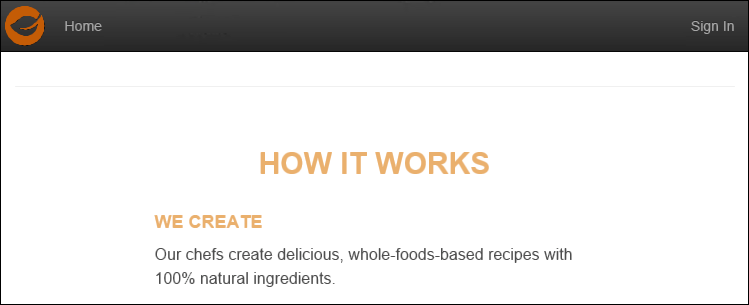 Home Sign In
HOW IT WORKS
WE CREATE
Our chefs create delicious, whole-foods-based recipes with
100% natural ingredients.